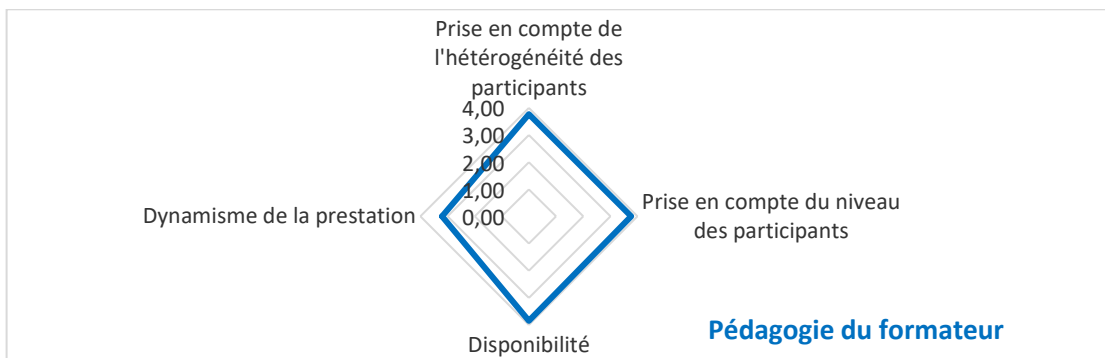 Prise en compte de
l'hétérogénéité des
participants
4,00
3,00
2,00
1,00
0,00
Dynamisme de la prestation
Prise en compte du niveau
des participants
Disponibilité
Pédagogie du formateur